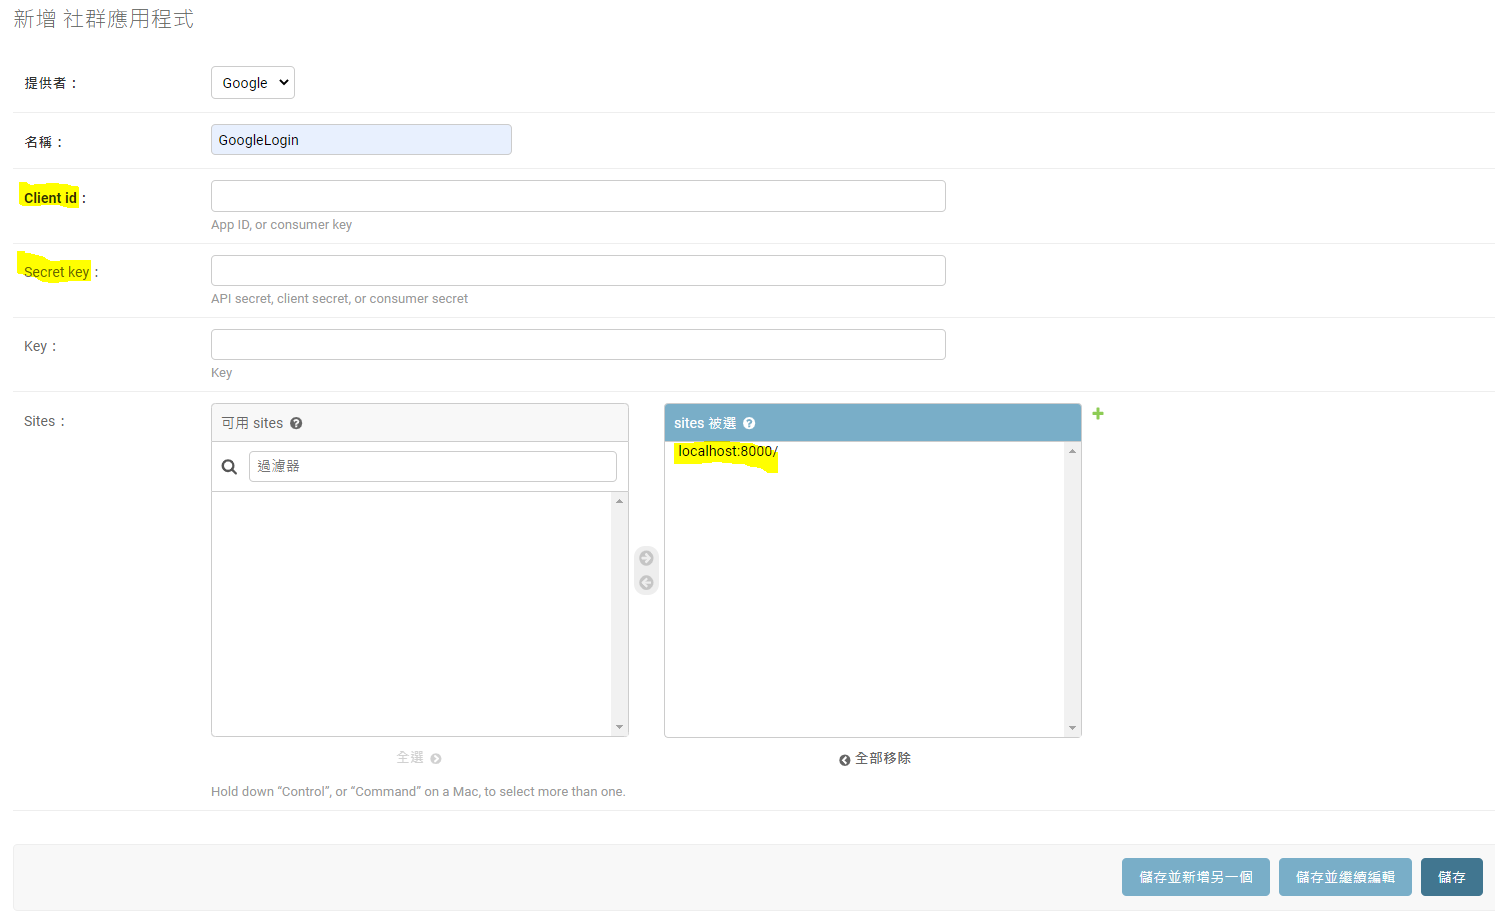 新增 社群應用程式
提供者：
Google
名稱：
GoogleLogin
Client id：
App ID, or consumer key
Secret key：
API secret, client secret, or consumer secret
Key：
Key
Sites：
可用 sites
過濾器
全選
sites 被選
localhost:8000/
全部移除
Hold down “Control”, or “Command” on a Mac, to select more than one.
儲存並新增另一個
儲存並繼續編輯
儲存